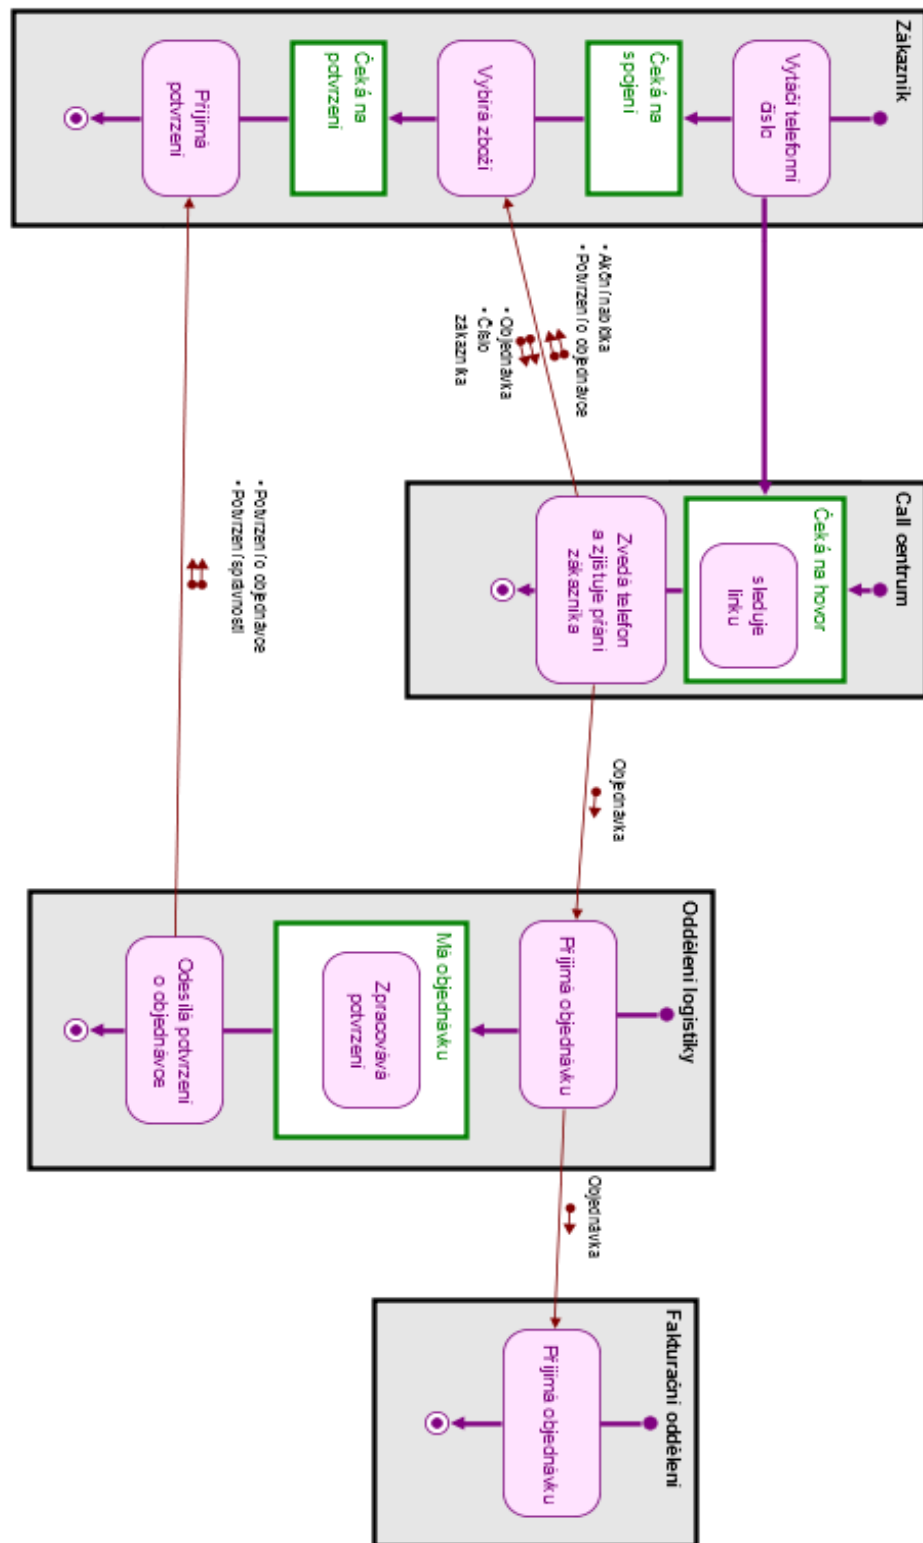 Zákazník
Vytáčí telefonní
číslo
Čeká na
spojení
Vybírá zboží
Čeká na
potvrzení
Přijímá
potvrzení
• Akční nabídka
• Potvrzení o objednávce
• Objednávka
• Číslo
zákazníka
Call centrum
Čeká na hovor
sleduje
linku
Zvedá telefon
a zjišťuje přání
zákazníka
Objednávka
• Potvrzení o objednávce
• Potvrzení správnosti
Oddělení logistiky
Přijímá objednávku
Má objednávku
Zpracovává
potvrzení
Odesílá potvrzení
o objednávce
Objednávka
Fakturační oddělení
Přijímá objednávku